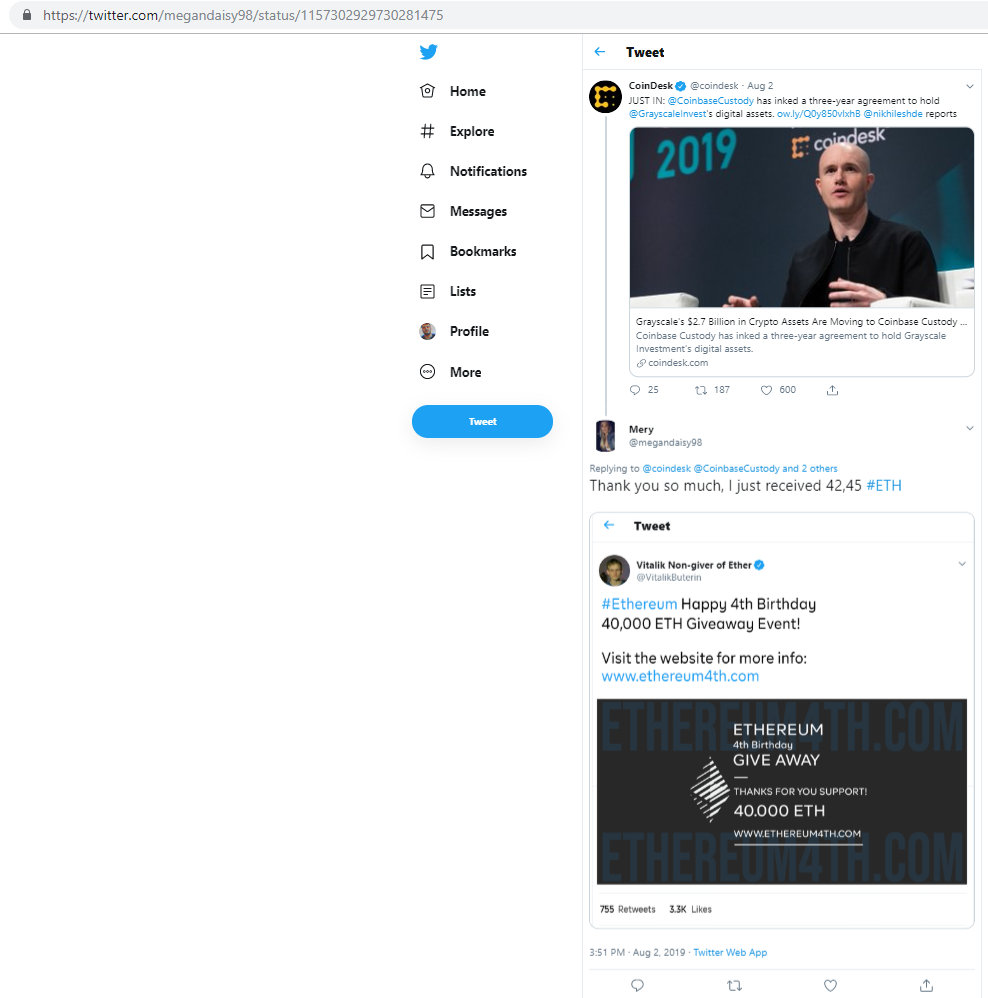 https://twitter.com/megandaisy98/status/1157302929730281475
Home
Explore
Notifications
Messages
Bookmarks
Lists
Profile
More
Tweet
Tweet
CoinDesk @coindesk · Aug 2
JUST IN: @CoinbaseCustody has inked a three-year agreement to hold
@GrayscaleInvest's digital assets. ow.ly/Q0y850vlxhB @nikhileshde reports
2019
coindesk
Grayscale's $2.7 Billion in Crypto Assets Are Moving to Coinbase Custody ...
Coinbase Custody has inked a three-year agreement to hold Grayscale
Investment's digital assets.
coindesk.com
25 187 600
Mery
@megandaisy98
Replying to @coindesk @CoinbaseCustody and 2 others
Thank you so much, I just received 42,45 #ETH
Tweet
Vitalik Non-giver of Ether
@VitalikButerin
#Ethereum Happy 4th Birthday
40,000 ETH Giveaway Event!
Visit the website for more info:
www.ethereum4th.com
ETHEREUM4TH.COM
ETHEREUM
4th Birthday
GIVE AWAY
THANKS FOR YOU SUPPORT!
40.000 ETH
WWW.ETHEREUM4TH.COM
ETHEREUM4TH.COM
755 Retweets 3.3K Likes
3:51 PM · Aug 2, 2019 · Twitter Web App